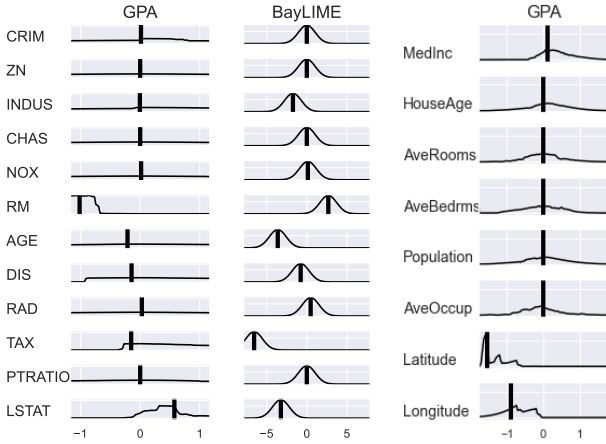 GPA BayLIME GPA
CRIM
ZN
INDUS
CHAS
NOX
RM
AGE
DIS
RAD
TAX
PTRATIO
LSTAT
−1 0 1
−5 0 5
MedInc
HouseAge
AveRooms
AveBedrms
Population
AveOccup
Latitude
Longitude
−1 0 1